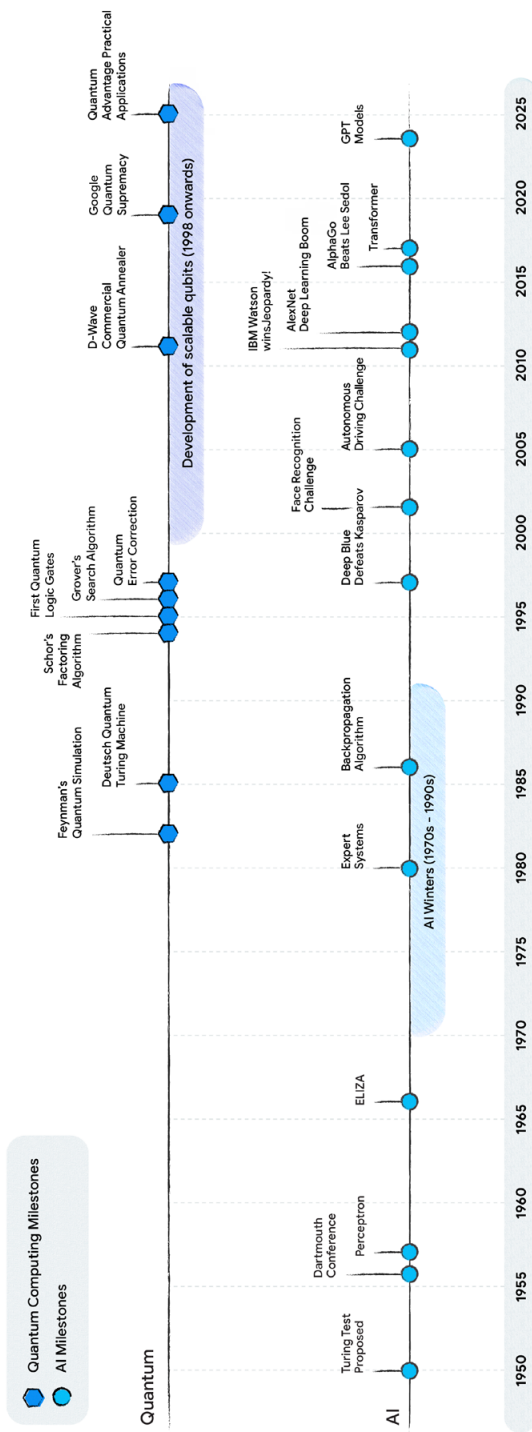 Quantum Computing Milestones
AI Milestones
Quantum
Feynman's
Quantum Simulation
Deutsch Quantum
Turing Machine
Schor's
Factoring
Algorithm
First Quantum
Logic Gates
Grover's
Search Algorithm
Quantum
Error Correction
D-Wave
Commercial
Quantum Annealer
Google
Quantum
Supremacy
Quantum
Advantage Practical
Applications
Development of scalable qubits (1998 onwards)
AI
Turing Test
Proposed
Dartmouth
Conference
Perceptron
ELIZA
Expert
Systems
Backpropagation
Algorithm
AI Winters (1970s - 1990s)
Deep Blue
Defeats Kasparov
Face Recognition
Challenge
Autonomous
Driving Challenge
IBM Watson
winsJeopardy!
AlexNet
Deep Learning Boom
AlphaGo
Beats Lee Sedol
Transformer
GPT
Models
1950
1955
1960
1965
1970
1975
1980
1985
1990
1995
2000
2005
2010
2015
2020
2025